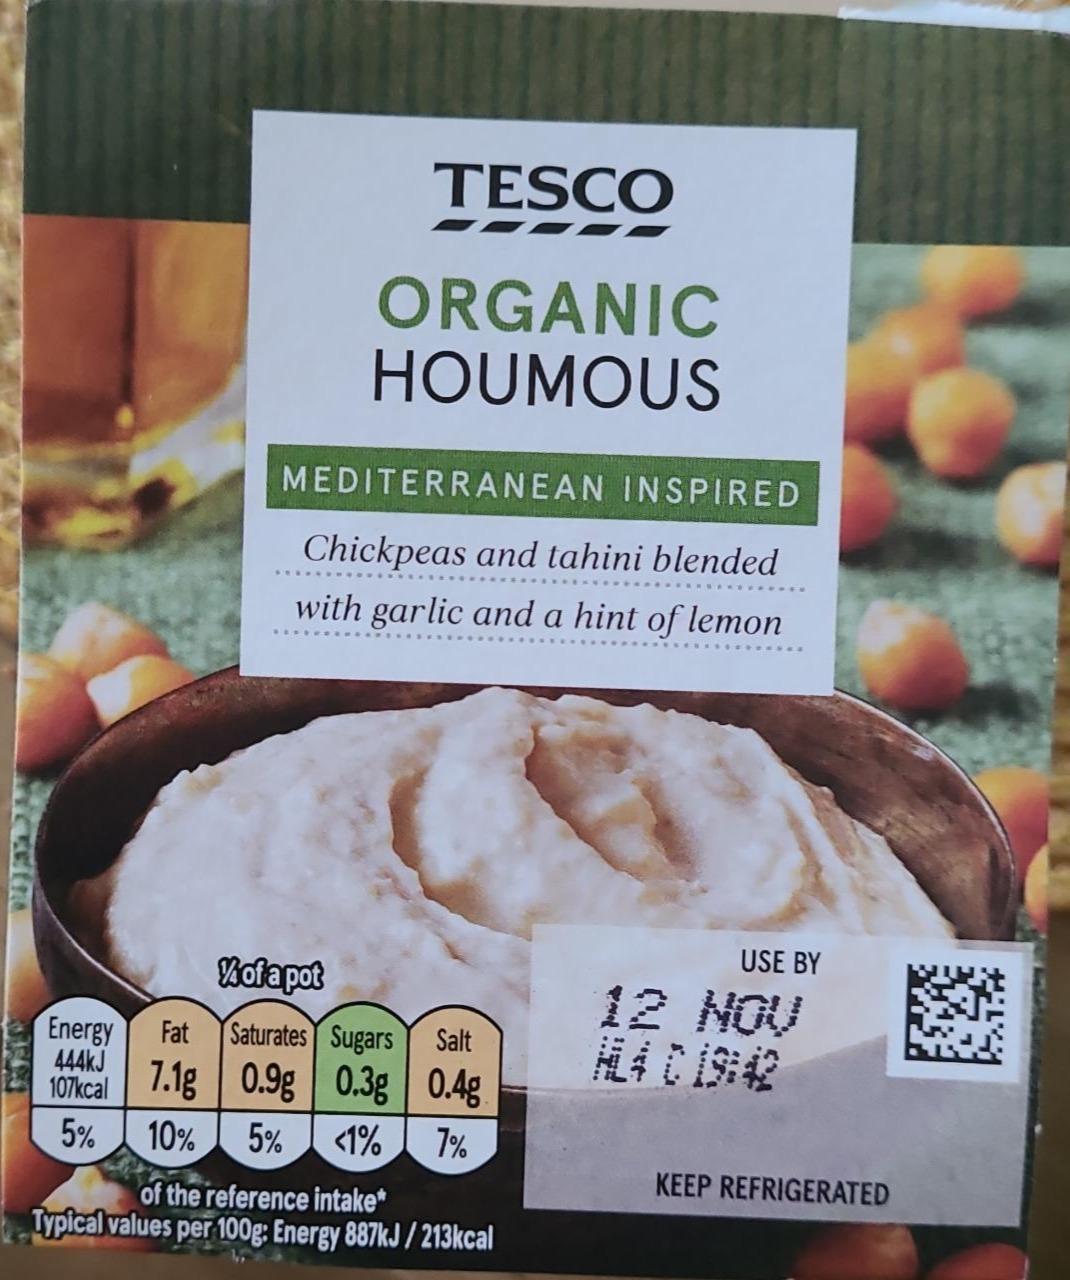 TESCO
ORGANIC
HOUMOUS
MEDITERRANEAN INSPIRED
Chickpeas and tahini blended
with garlic and a hint of lemon
¼ of a pot
Energy
444kJ
107kcal
5%
Fat
7.1g
10%
Saturates
0.9g
5%
Sugars
0.3g
<1%
Salt
0.4g
7%
of the reference intake*
Typical values per 100g: Energy 887kJ / 213kcal
USE BY
12 NOV
KEEP REFRIGERATED